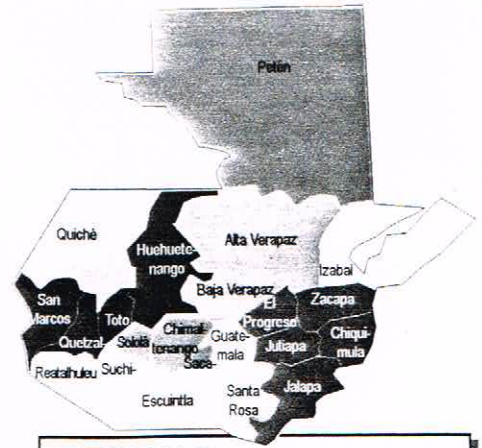 Petén
Quiché
Huehuete-
nango
Alta Verapaz
Izabal
Baja Verapaz
San
Marcos
Toto
Quetzal-
Sololá
Chimal
tenango
Saca-
Guate-
mala
El
Progreso
Zacapa
Jutiapa
Chiqui-
mula
Jalapa
Retalhuleu
Suchi-
Escuintla
Santa
Rosa